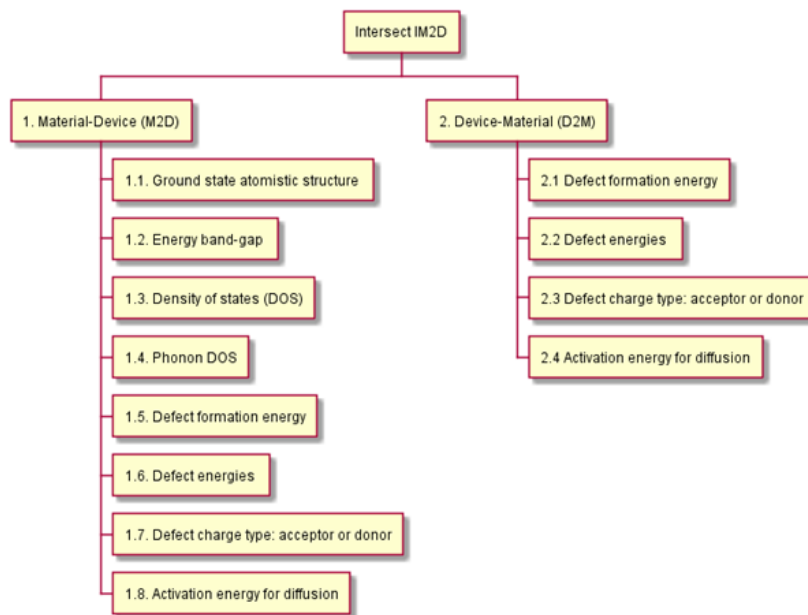 Intersect IM2D
1. Material-Device (M2D)
1.1. Ground state atomistic structure
1.2. Energy band-gap
1.3. Density of states (DOS)
1.4. Phonon DOS
1.5. Defect formation energy
1.6. Defect energies
1.7. Defect charge type: acceptor or donor
1.8. Activation energy for diffusion
2. Device-Material (D2M)
2.1 Defect formation energy
2.2 Defect energies
2.3 Defect charge type: acceptor or donor
2.4 Activation energy for diffusion